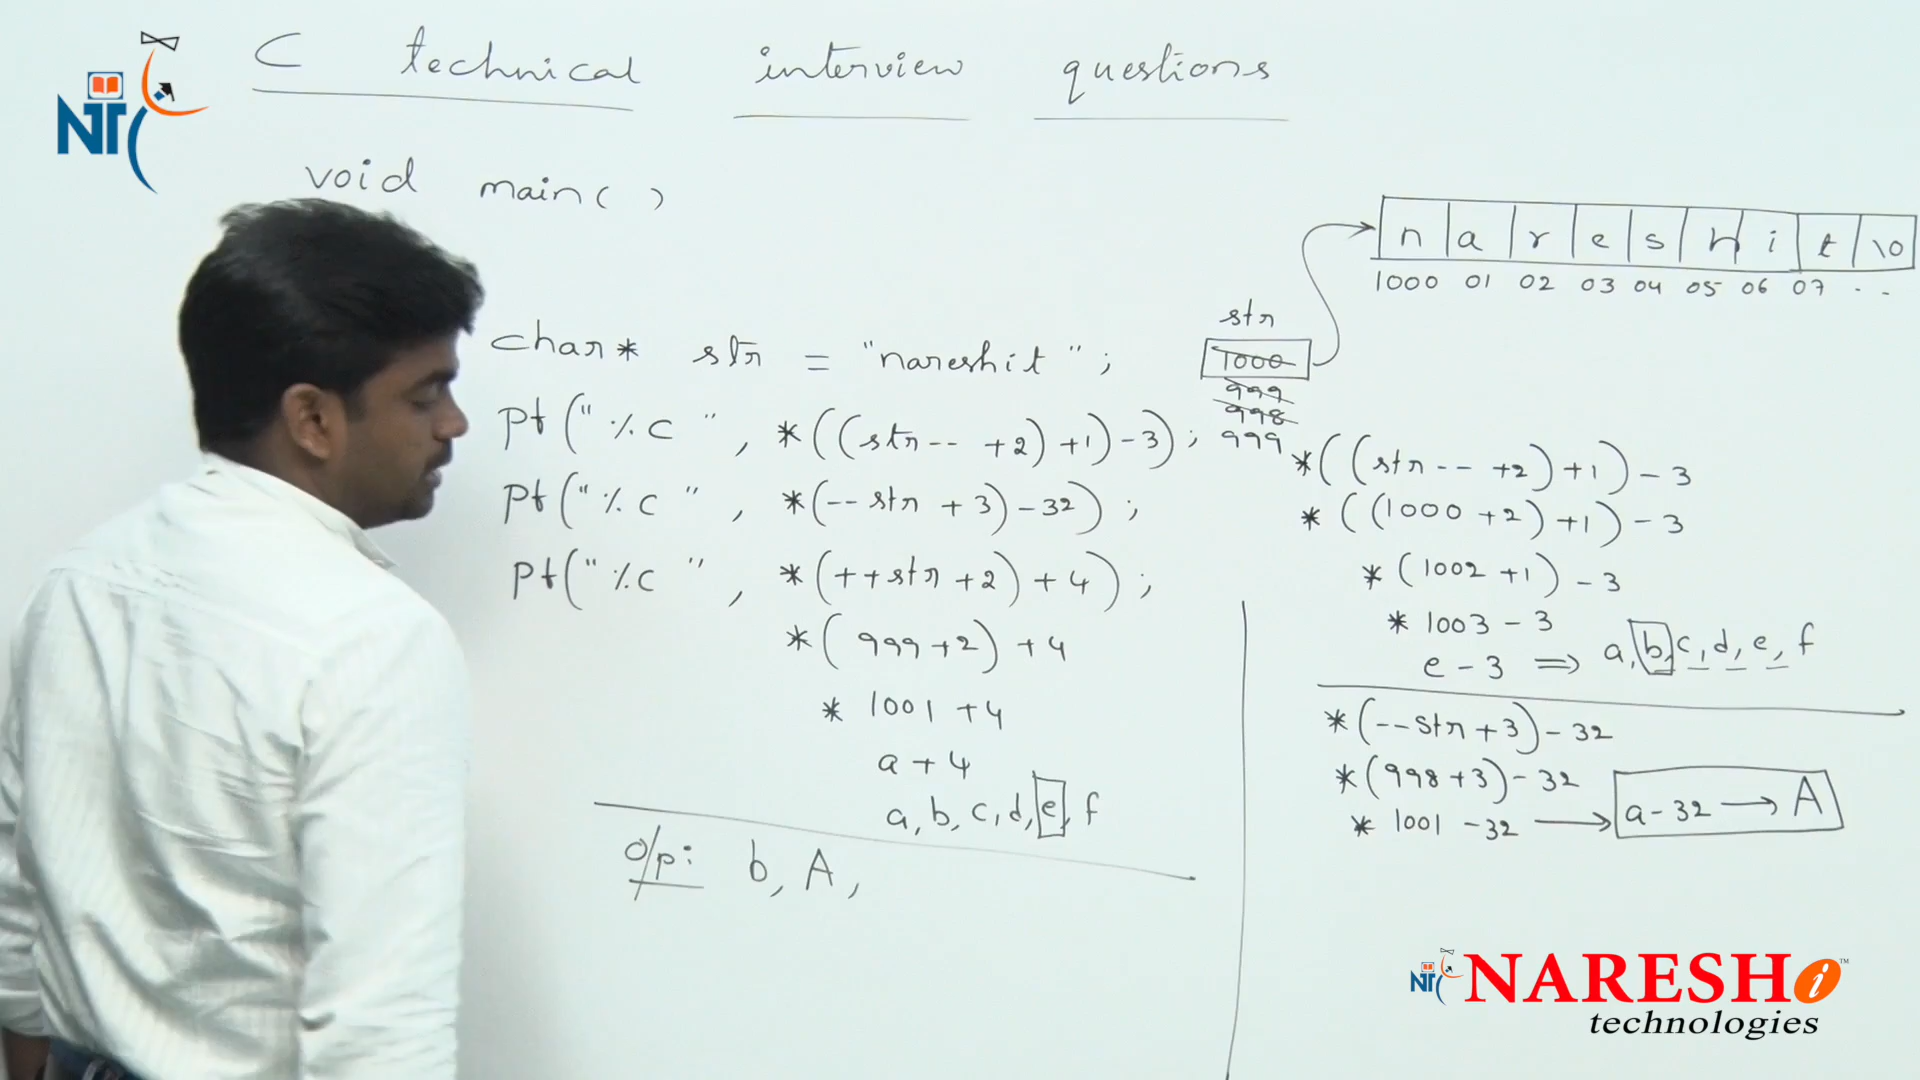 C technical interview questions
NT
void main( )
n a r e s h i t \0
1000 01 02 03 04 05 06 07 . .
str
1000
999
998
999
char* str = "nareshit";
Pf("%c", *((str-- +2)+1)-3);
Pf("%c", *(--str + 3)-32);
Pf("%c", *(++str +2)+4);
*(999+2)+4
* 1001 +4
a + 4
a, b, c, d, e, f
o/p: b, A,
*((str-- +2)+1)-3
*((1000 +2)+1)-3
*(1002 +1)-3
* 1003 - 3
e - 3 ⇒ a, b, c, d, e, f
*(--str+3)-32
*(998+3)-32
* 1001 -32 → a-32 → A
NT NARESH i ™
technologies